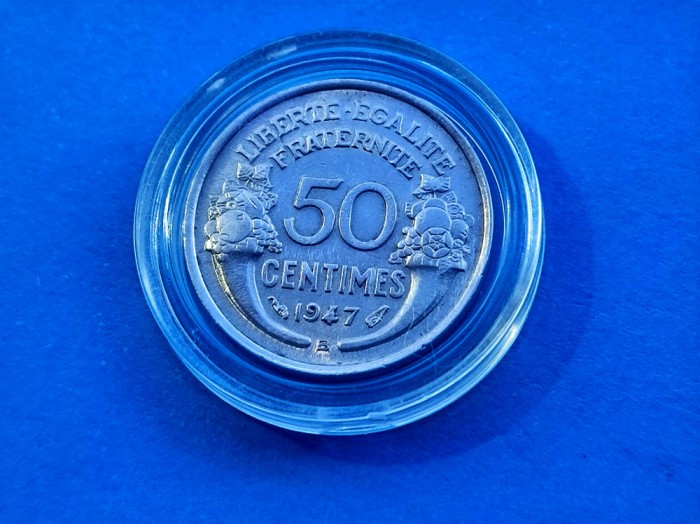 LIBERTE·EGALITE
FRATERNITE
50
CENTIMES
1947
B